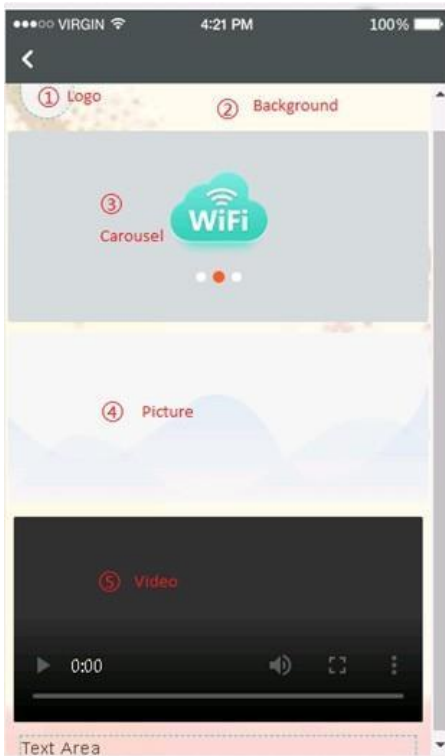 ●●●○○ VIRGIN 4:21 PM 100%
① Logo
② Background
③
Carousel
WiFi
④ Picture
⑤ Video
0:00
Text Area